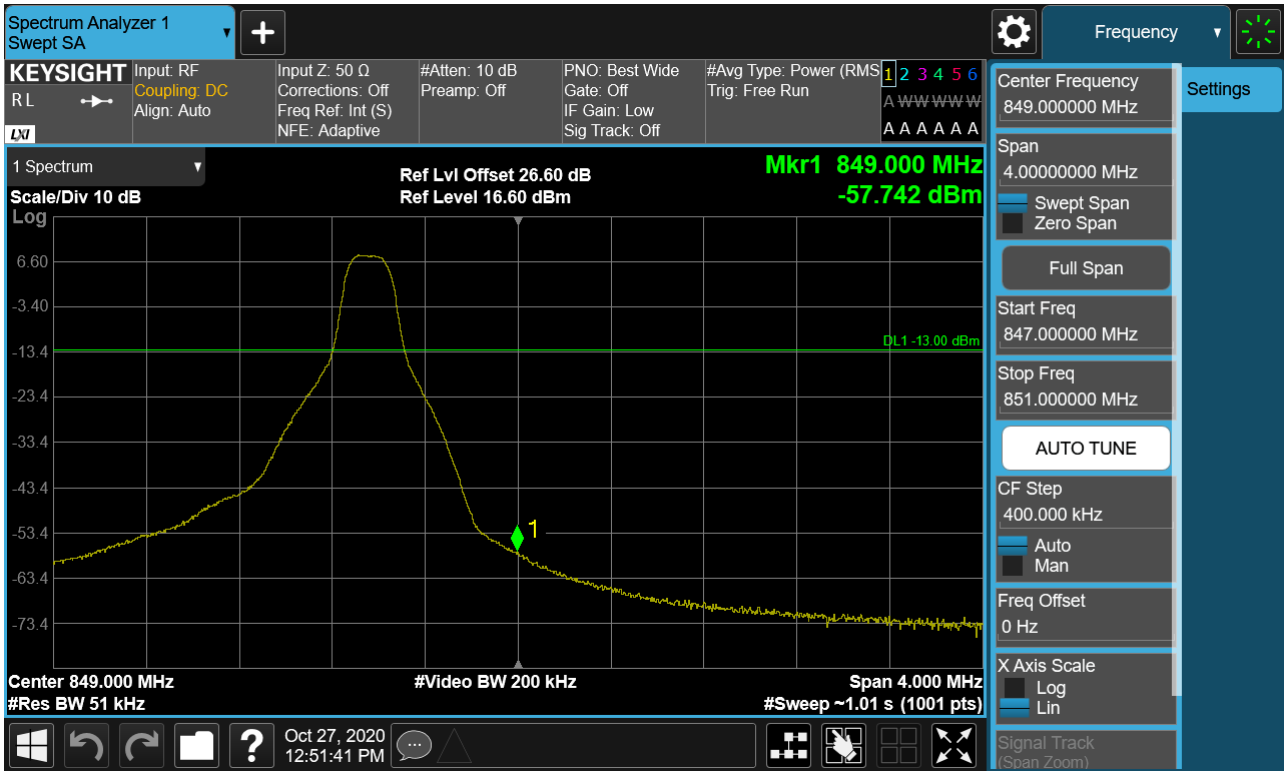 Spectrum Analyzer 1
Swept SA
+
Frequency
KEYSIGHT
R L
LXI
Input: RF
Coupling: DC
Align: Auto
Input Z: 50 Ω
Corrections: Off
Freq Ref: Int (S)
NFE: Adaptive
#Atten: 10 dB
Preamp: Off
PNO: Best Wide
Gate: Off
IF Gain: Low
Sig Track: Off
#Avg Type: Power (RMS
Trig: Free Run
1 2 3 4 5 6
A W W W W W
A A A A A A
1 Spectrum
Scale/Div 10 dB
Log
Ref Lvl Offset 26.60 dB
Ref Level 16.60 dBm
Mkr1 849.000 MHz
-57.742 dBm
6.60
-3.40
-13.4
-23.4
-33.4
-43.4
-53.4
-63.4
-73.4
DL1 -13.00 dBm
1
Center 849.000 MHz
#Res BW 51 kHz
#Video BW 200 kHz
Span 4.000 MHz
#Sweep ~1.01 s (1001 pts)
Center Frequency
849.000000 MHz
Span
4.00000000 MHz
Swept Span
Zero Span
Full Span
Start Freq
847.000000 MHz
Stop Freq
851.000000 MHz
AUTO TUNE
CF Step
400.000 kHz
Auto
Man
Freq Offset
0 Hz
X Axis Scale
Log
Lin
Signal Track
(Span Zoom)
Settings
?
Oct 27, 2020
12:51:41 PM